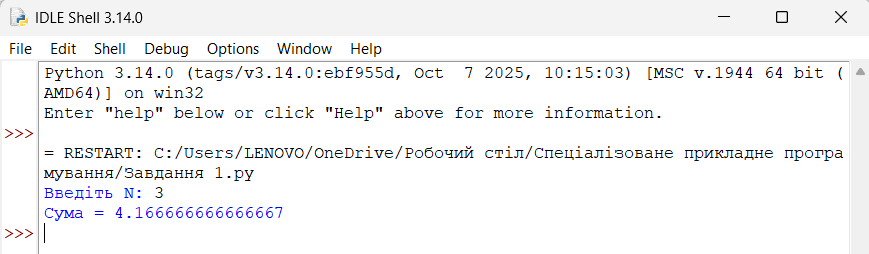 IDLE Shell 3.14.0
File Edit Shell Debug Options Window Help
Python 3.14.0 (tags/v3.14.0:ebf955d, Oct  7 2025, 10:15:03) [MSC v.1944 64 bit (
AMD64)] on win32
Enter "help" below or click "Help" above for more information.
>>>
= RESTART: C:/Users/LENOVO/OneDrive/Робочий стіл/Спеціалізоване прикладне програ
мування/Завдання 1.py
Введіть N: 3
Сума = 4.166666666666667
>>>